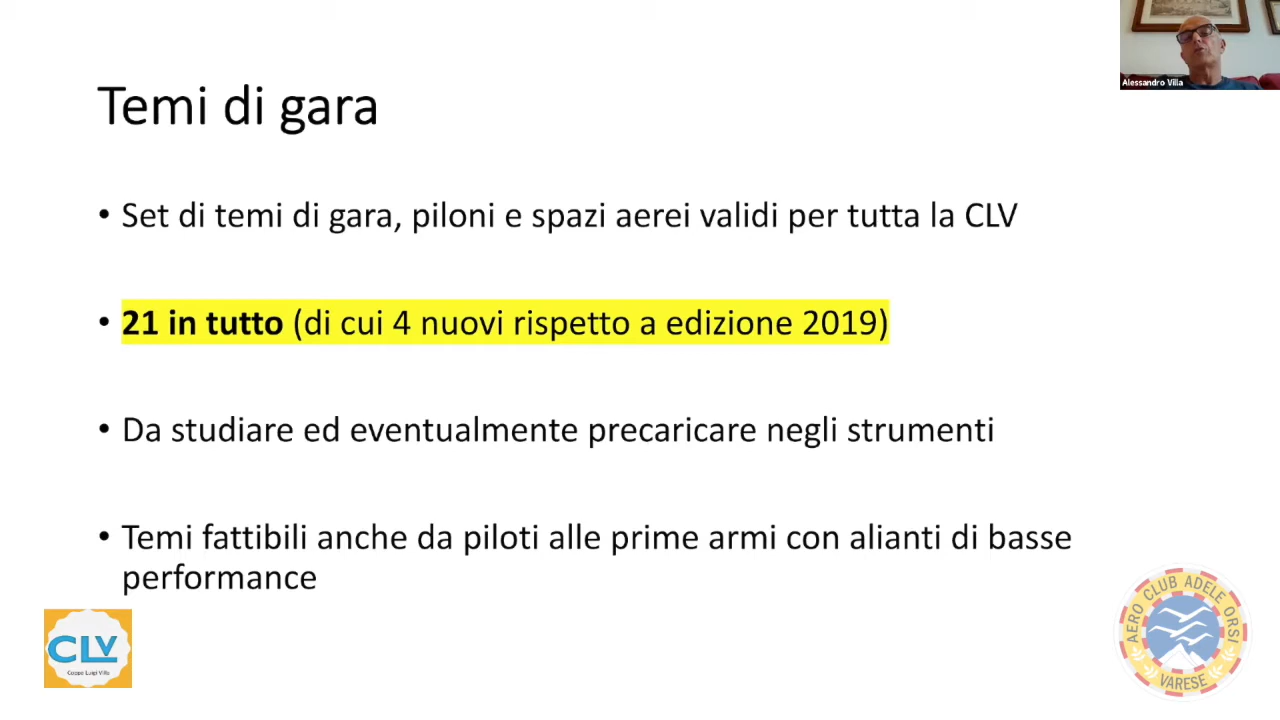 Alessandro Villa
Temi di gara
• Set di temi di gara, piloni e spazi aerei validi per tutta la CLV
• 21 in tutto (di cui 4 nuovi rispetto a edizione 2019)
• Da studiare ed eventualmente precaricare negli strumenti
• Temi fattibili anche da piloti alle prime armi con alianti di basse
performance
CLV
Coppa Luigi Villa
AERO CLUB ADELE ORSI
VARESE